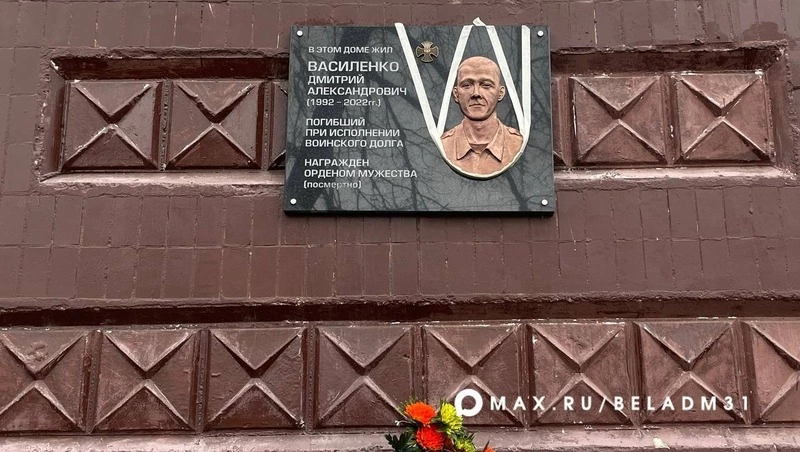 В ЭТОМ ДОМЕ ЖИЛ
ВАСИЛЕНКО
ДМИТРИЙ
АЛЕКСАНДРОВИЧ
(1992 – 2022гг.)
ПОГИБШИЙ
ПРИ ИСПОЛНЕНИИ
ВОИНСКОГО ДОЛГА
НАГРАЖДЕН
ОРДЕНОМ МУЖЕСТВА
(посмертно)
MAX.RU/BELADM31